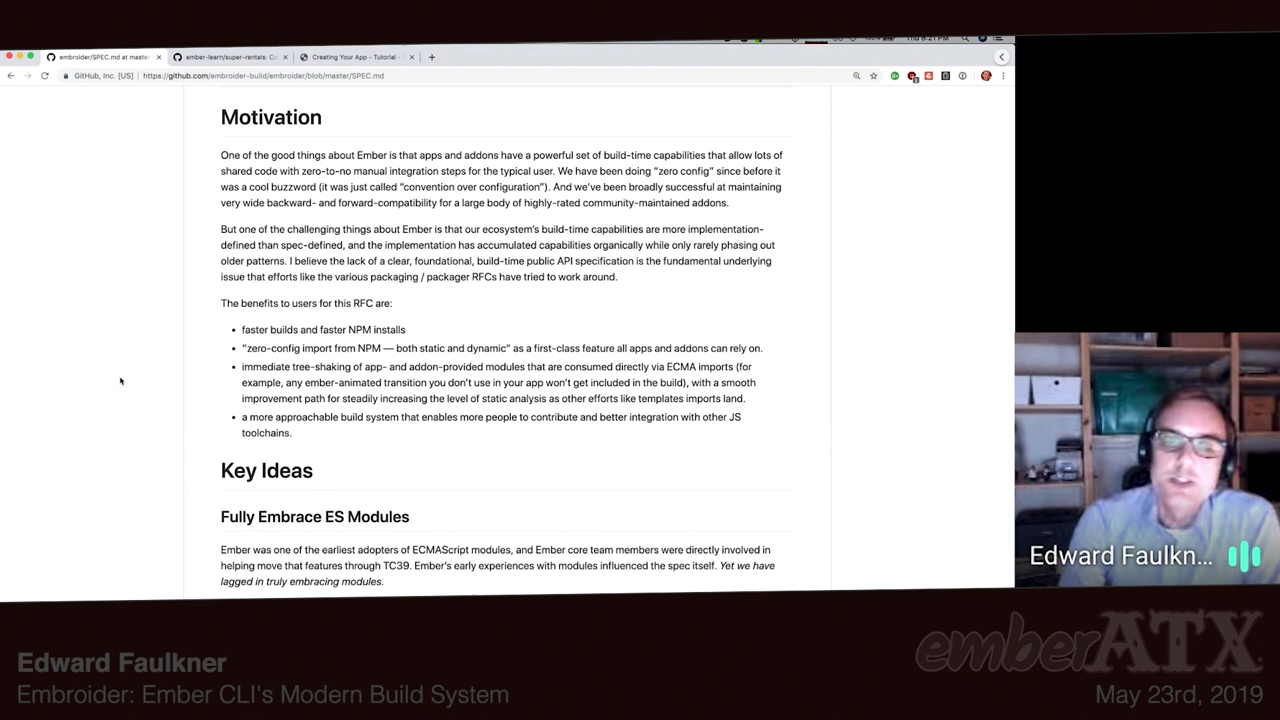 embroider/SPEC.md at master
ember-learn/super-rentals: Co
Creating Your App - Tutorial -
GitHub, Inc. [US]
https://github.com/embroider-build/embroider/blob/master/SPEC.md
Motivation
One of the good things about Ember is that apps and addons have a powerful set of build-time capabilities that allow lots of
shared code with zero-to-no manual integration steps for the typical user. We have been doing “zero config” since before it
was a cool buzzword (it was just called “convention over configuration”). And we’ve been broadly successful at maintaining
very wide backward- and forward-compatibility for a large body of highly-rated community-maintained addons.
But one of the challenging things about Ember is that our ecosystem’s build-time capabilities are more implementation-
defined than spec-defined, and the implementation has accumulated capabilities organically while only rarely phasing out
older patterns. I believe the lack of a clear, foundational, build-time public API specification is the fundamental underlying
issue that efforts like the various packaging / packager RFCs have tried to work around.
The benefits to users for this RFC are:
• faster builds and faster NPM installs
• “zero-config import from NPM — both static and dynamic” as a first-class feature all apps and addons can rely on.
• immediate tree-shaking of app- and addon-provided modules that are consumed directly via ECMA imports (for
example, any ember-animated transition you don’t use in your app won’t get included in the build), with a smooth
improvement path for steadily increasing the level of static analysis as other efforts like templates imports land.
• a more approachable build system that enables more people to contribute and better integration with other JS
toolchains.
Key Ideas
Fully Embrace ES Modules
Ember was one of the earliest adopters of ECMAScript modules, and Ember core team members were directly involved in
helping move that features through TC39. Ember’s early experiences with modules influenced the spec itself. Yet we have
lagged in truly embracing modules.
Edward Faulkn...
Edward Faulkner
Embroider: Ember CLI's Modern Build System
emberATX
May 23rd, 2019